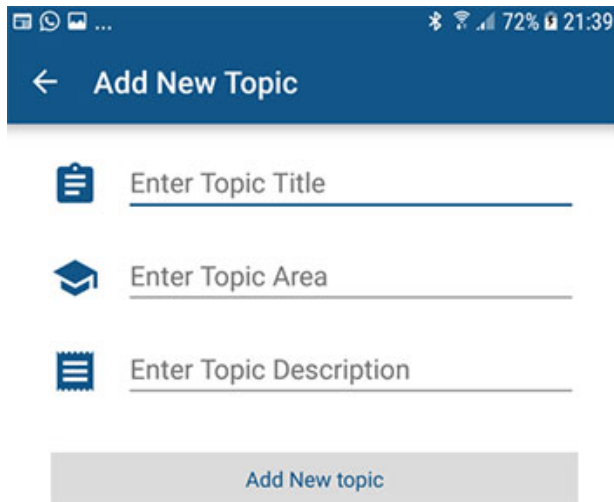 ... 72% 21:39
Add New Topic
Enter Topic Title
Enter Topic Area
Enter Topic Description
Add New topic